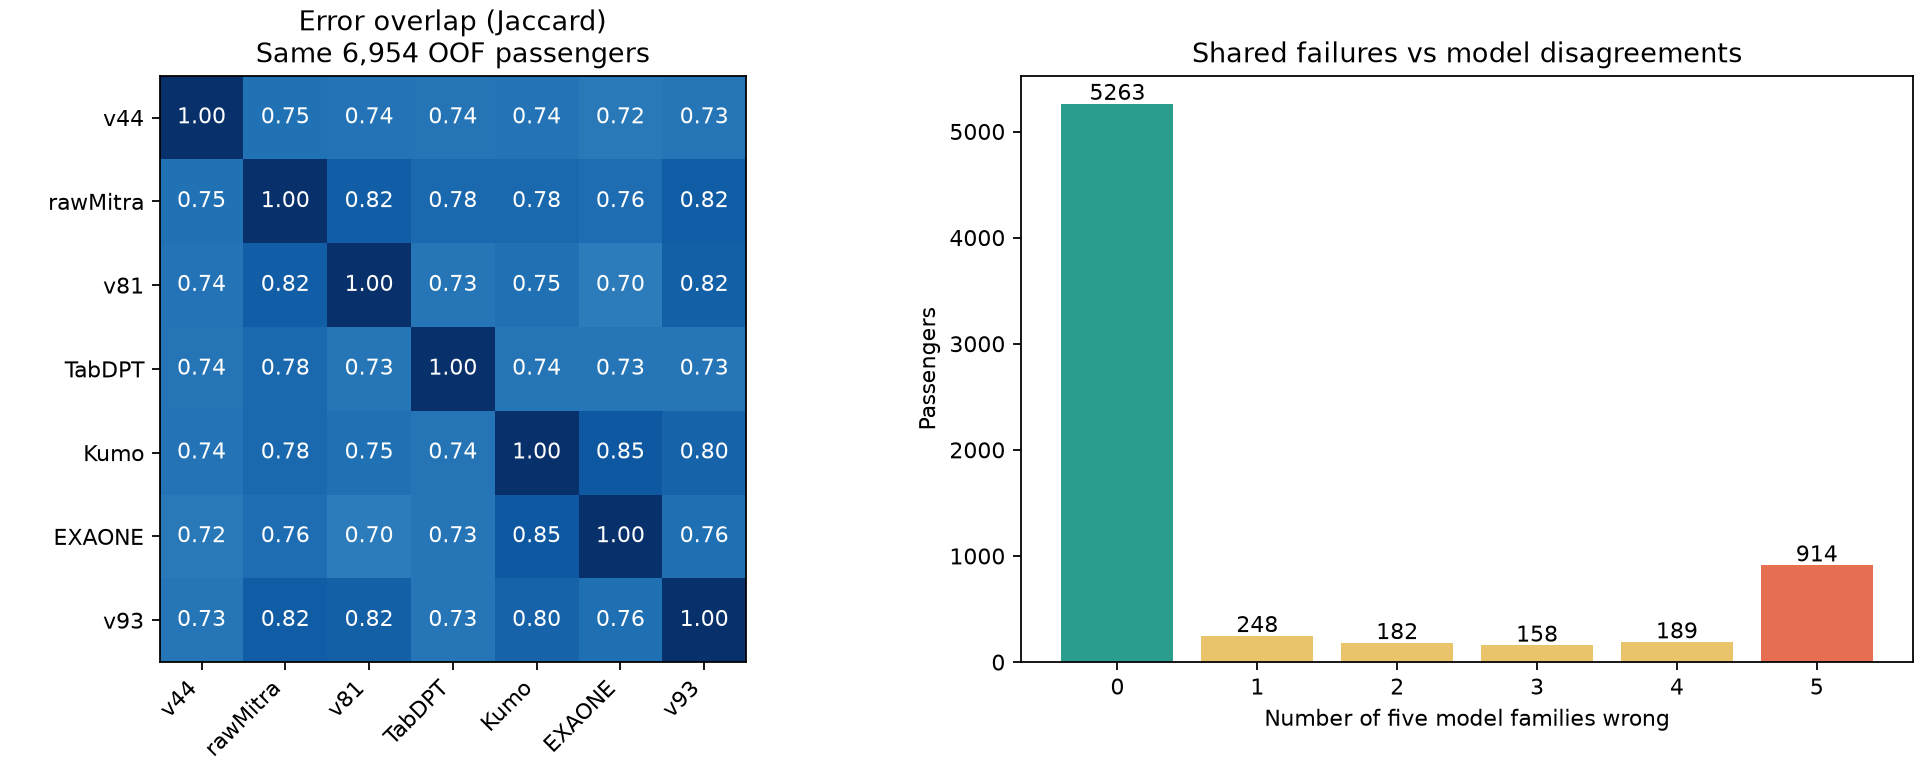 Error overlap (Jaccard)
Same 6,954 OOF passengers
v44 1.00 0.75 0.74 0.74 0.74 0.72 0.73
rawMitra 0.75 1.00 0.82 0.78 0.78 0.76 0.82
v81 0.74 0.82 1.00 0.73 0.75 0.70 0.82
TabDPT 0.74 0.78 0.73 1.00 0.74 0.73 0.73
Kumo 0.74 0.78 0.75 0.74 1.00 0.85 0.80
EXAONE 0.72 0.76 0.70 0.73 0.85 1.00 0.76
v93 0.73 0.82 0.82 0.73 0.80 0.76 1.00
v44 rawMitra v81 TabDPT Kumo EXAONE v93
Shared failures vs model disagreements
Passengers
5000
4000
3000
2000
1000
0
5263 248 182 158 189 914
0 1 2 3 4 5
Number of five model families wrong